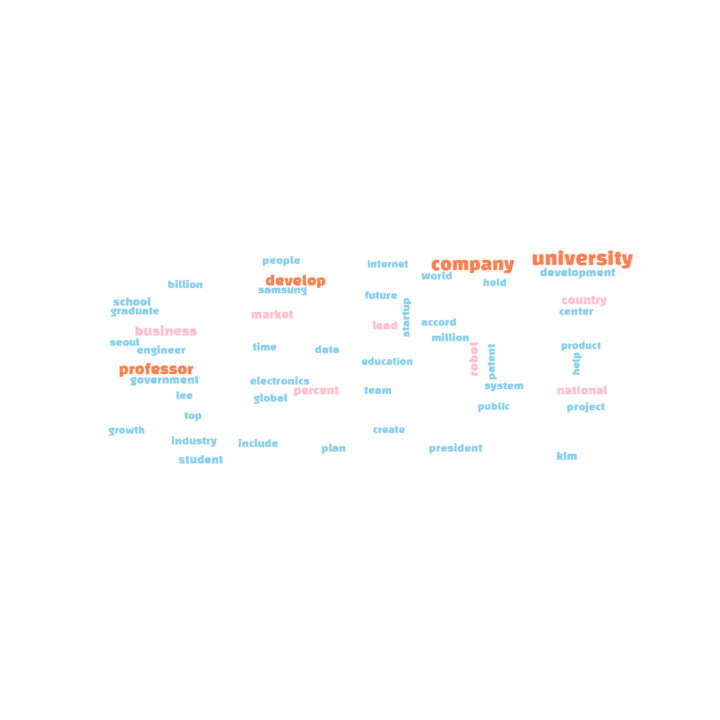 university
people
company
internet
development
world
develop
hold
billion
samsung
future
country
school
graduate
center
market
startup
accord
lead
business
million
seoul
product
time
engineer
data
robot
patent
education
help
professor
government
electronics
system
percent
team
national
lee
global
public
project
top
growth
create
industry
include
plan
president
kim
student